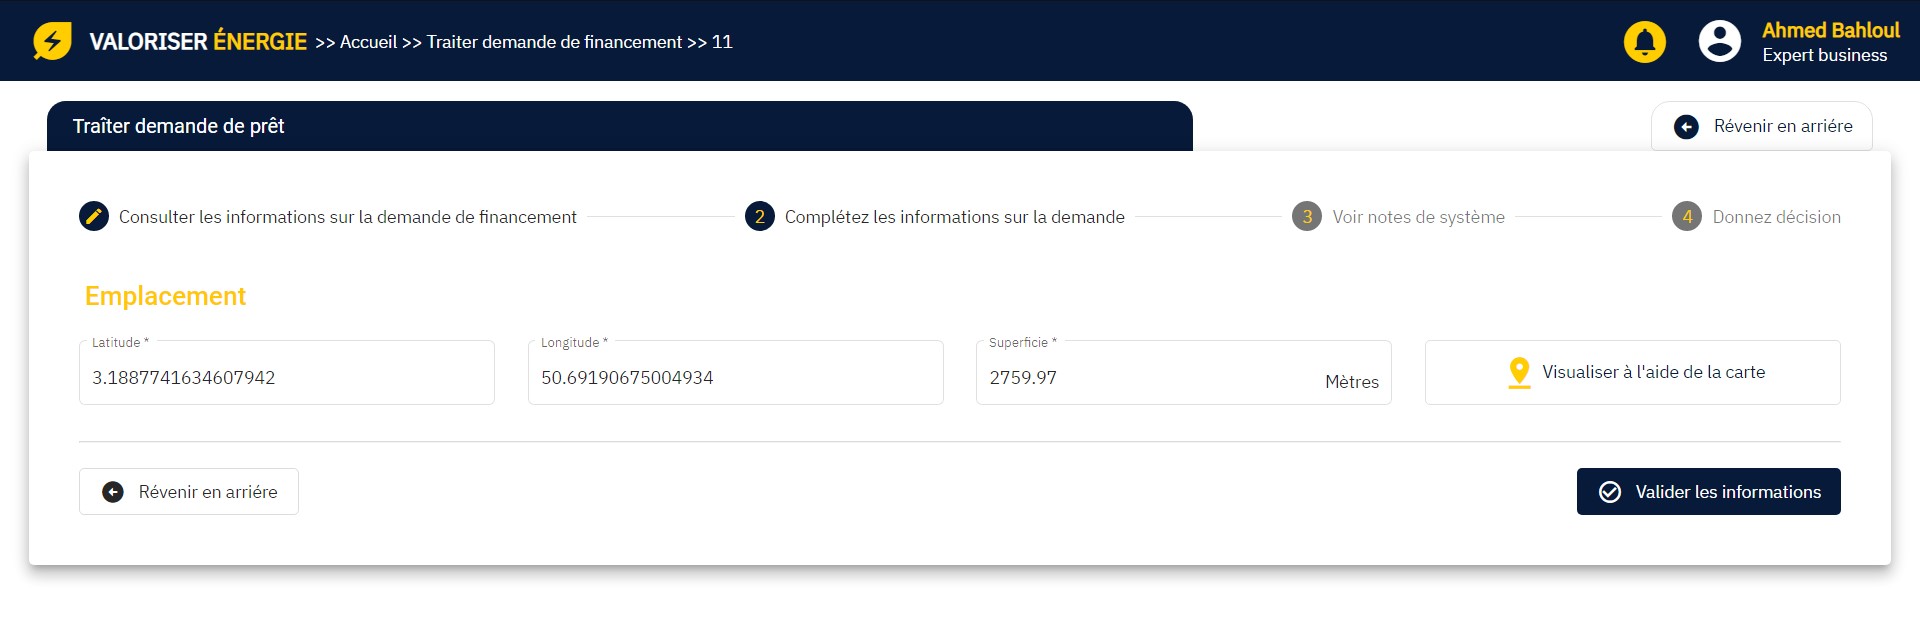 VALORISER ÉNERGIE >> Accueil >> Traiter demande de financement >> 11
Ahmed Bahloul
Expert business
Traîter demande de prêt
Révenir en arriére
Consulter les informations sur la demande de financement
2 Complétez les informations sur la demande
3 Voir notes de système
4 Donnez décision
Emplacement
Latitude *
3.1887741634607942
Longitude *
50.69190675004934
Superficie *
2759.97 Mètres
Visualiser à l'aide de la carte
Révenir en arriére
Valider les informations